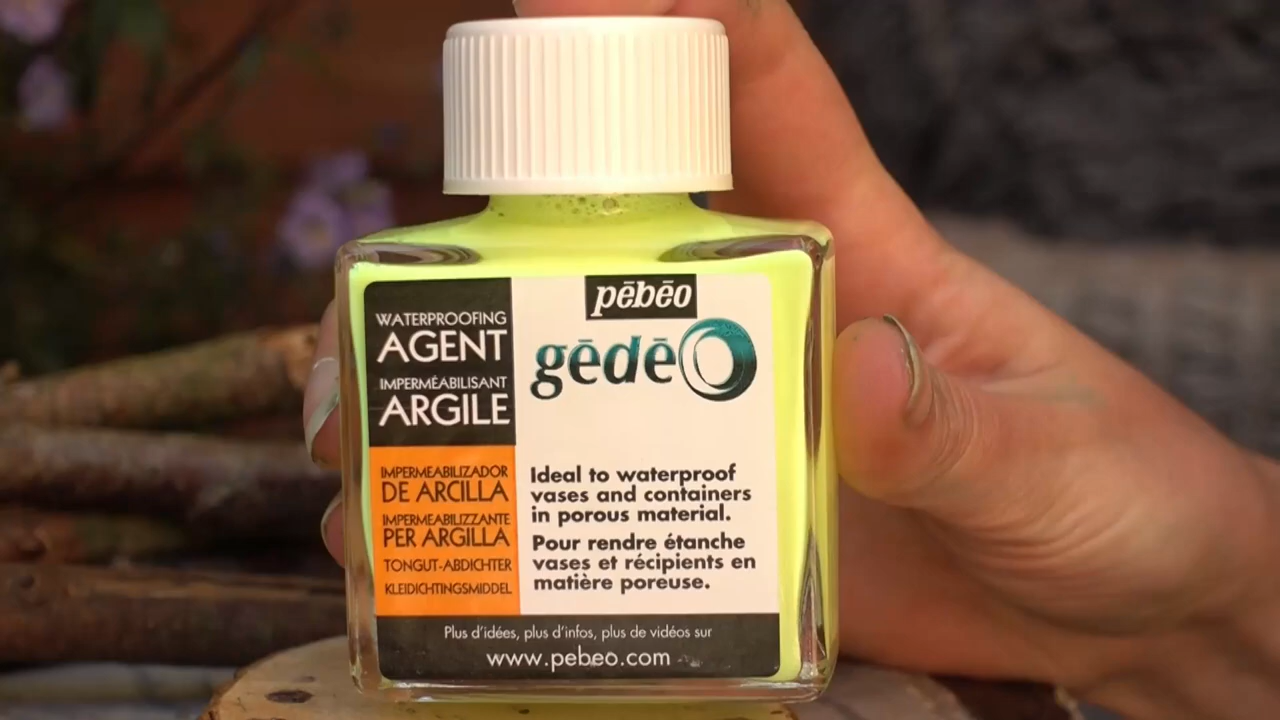 WATERPROOFING
AGENT
IMPERMÉABILISANT
ARGILE
IMPERMEABILIZADOR
DE ARCILLA
IMPERMEABILIZZANTE
PER ARGILLA
TONGUT-ABDICHTER
KLEIDICHTINGSMIDDEL
pēbēo
gēdēO
Ideal to waterproof
vases and containers
in porous material.
Pour rendre étanche
vases et récipients en
matière poreuse.
Plus d'idées, plus d'infos, plus de vidéos sur
www.pebeo.com